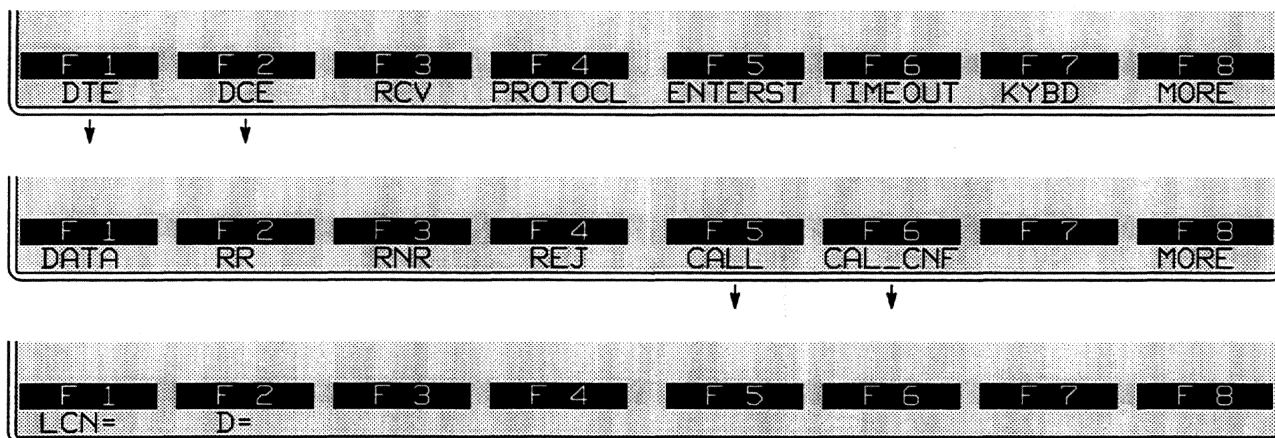 F 1 F 2 F 3 F 4 F 5 F 6 F 7 F 8
DTE DCE RCV PROTOCL ENTERST TIMEOUT KYBD MORE
F 1 F 2 F 3 F 4 F 5 F 6 F 7 F 8
DATA RR RNR REJ CALL CAL_CNF MORE
F 1 F 2 F 3 F 4 F 5 F 6 F 7 F 8
LCN= D=